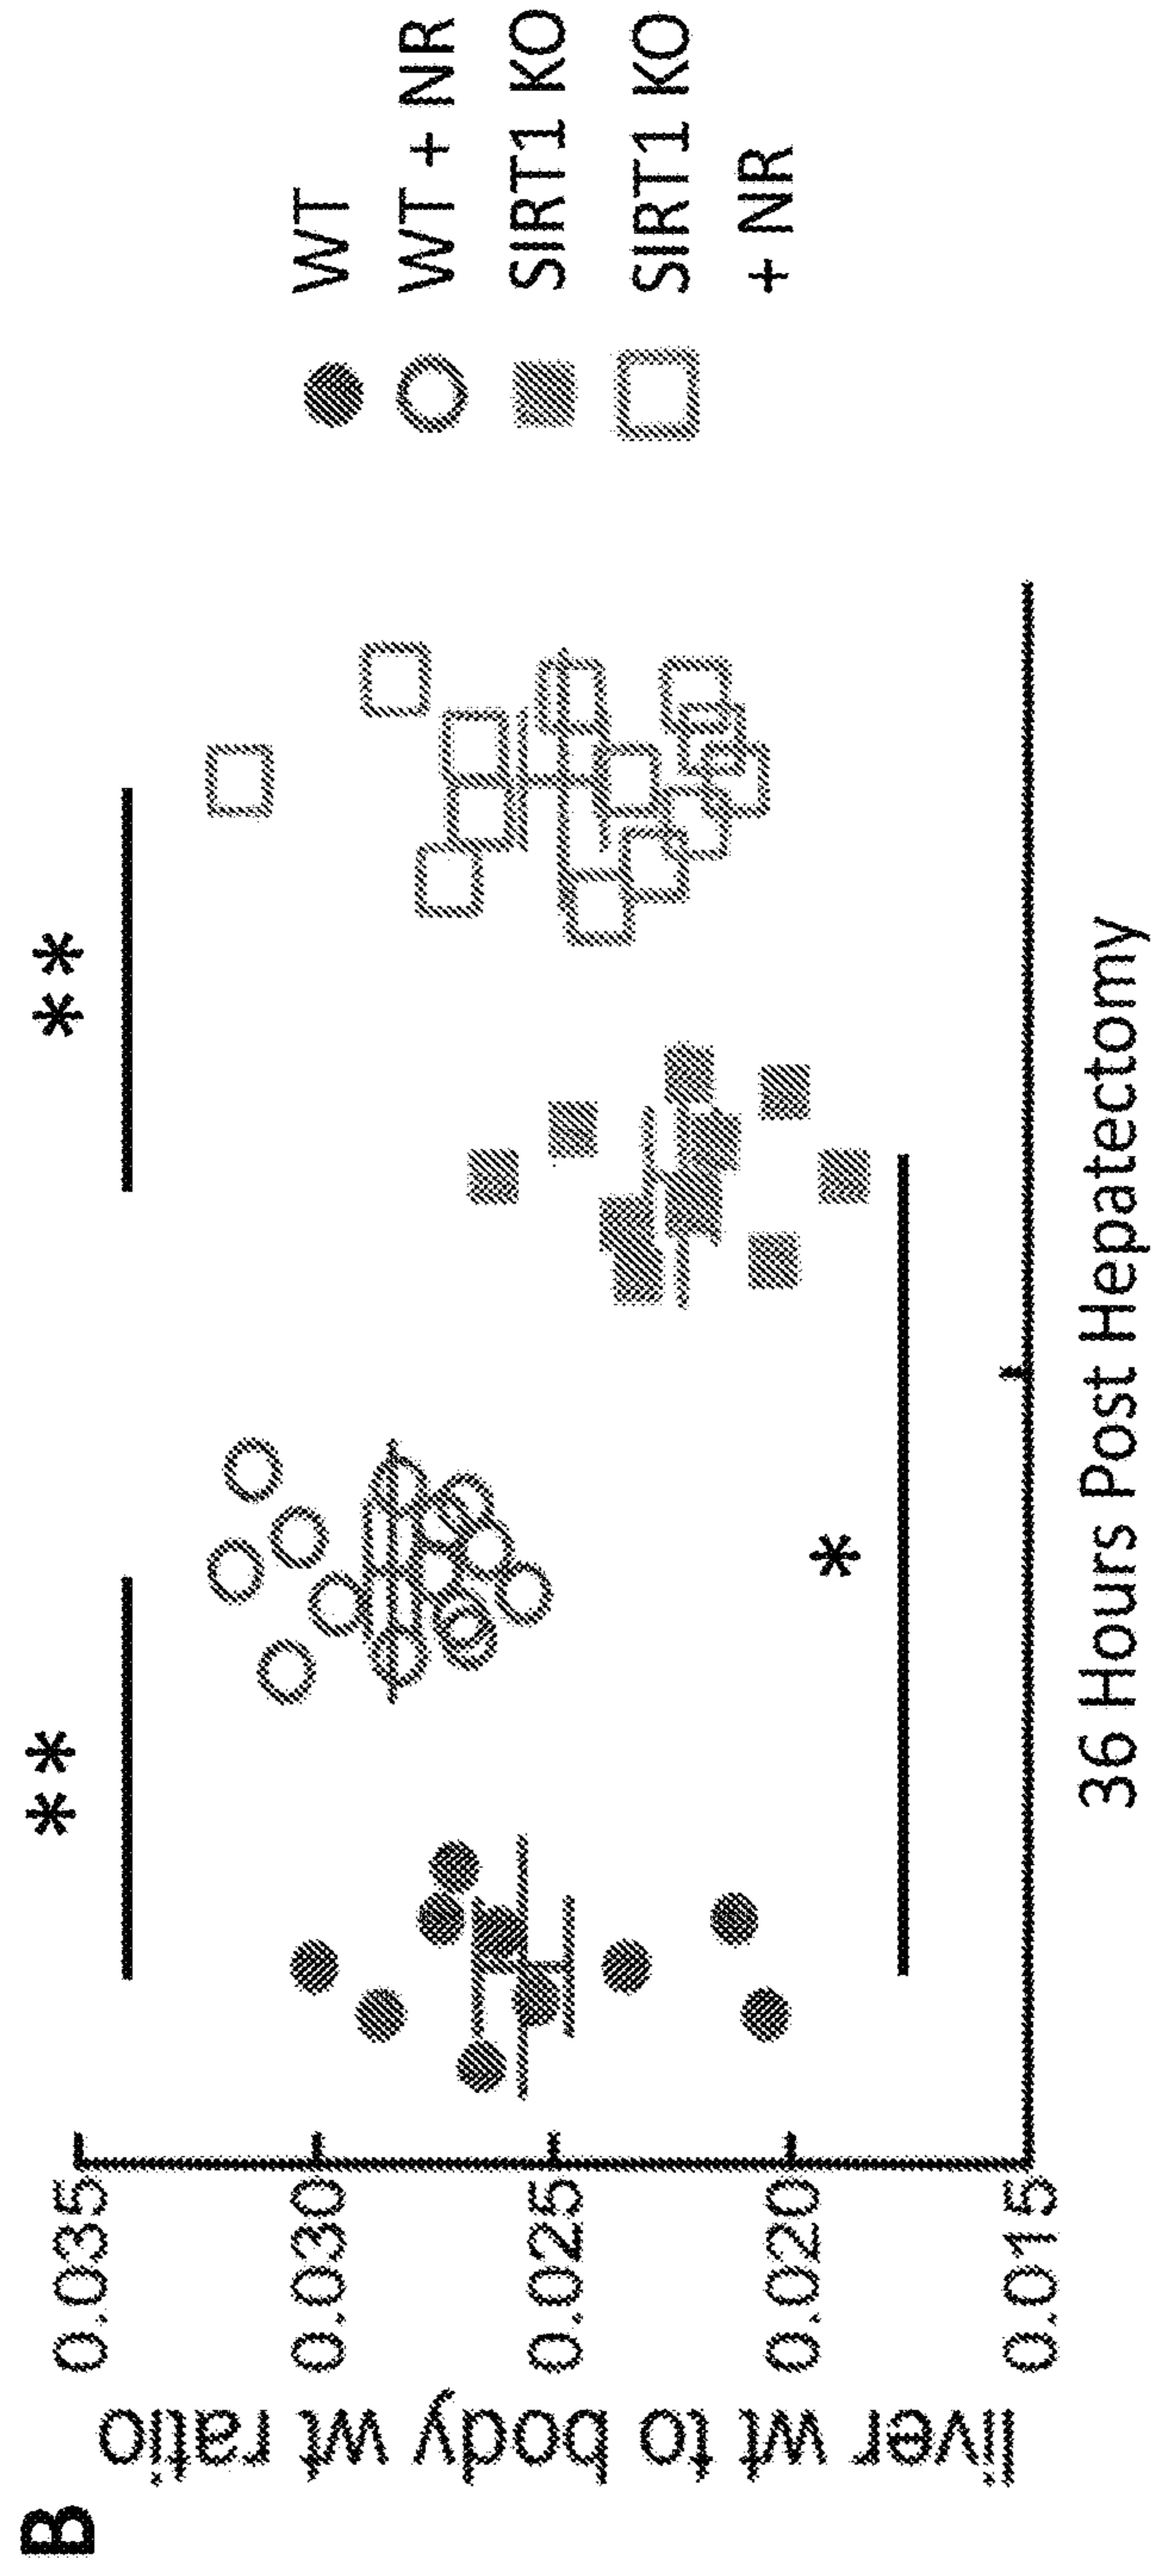 B
liver wt to body wt ratio
0.035
0.030
0.025
0.020
0.015
**
**
*
36 Hours Post Hepatectomy
WT
WT + NR
SIRT1 KO
SIRT1 KO
+ NR